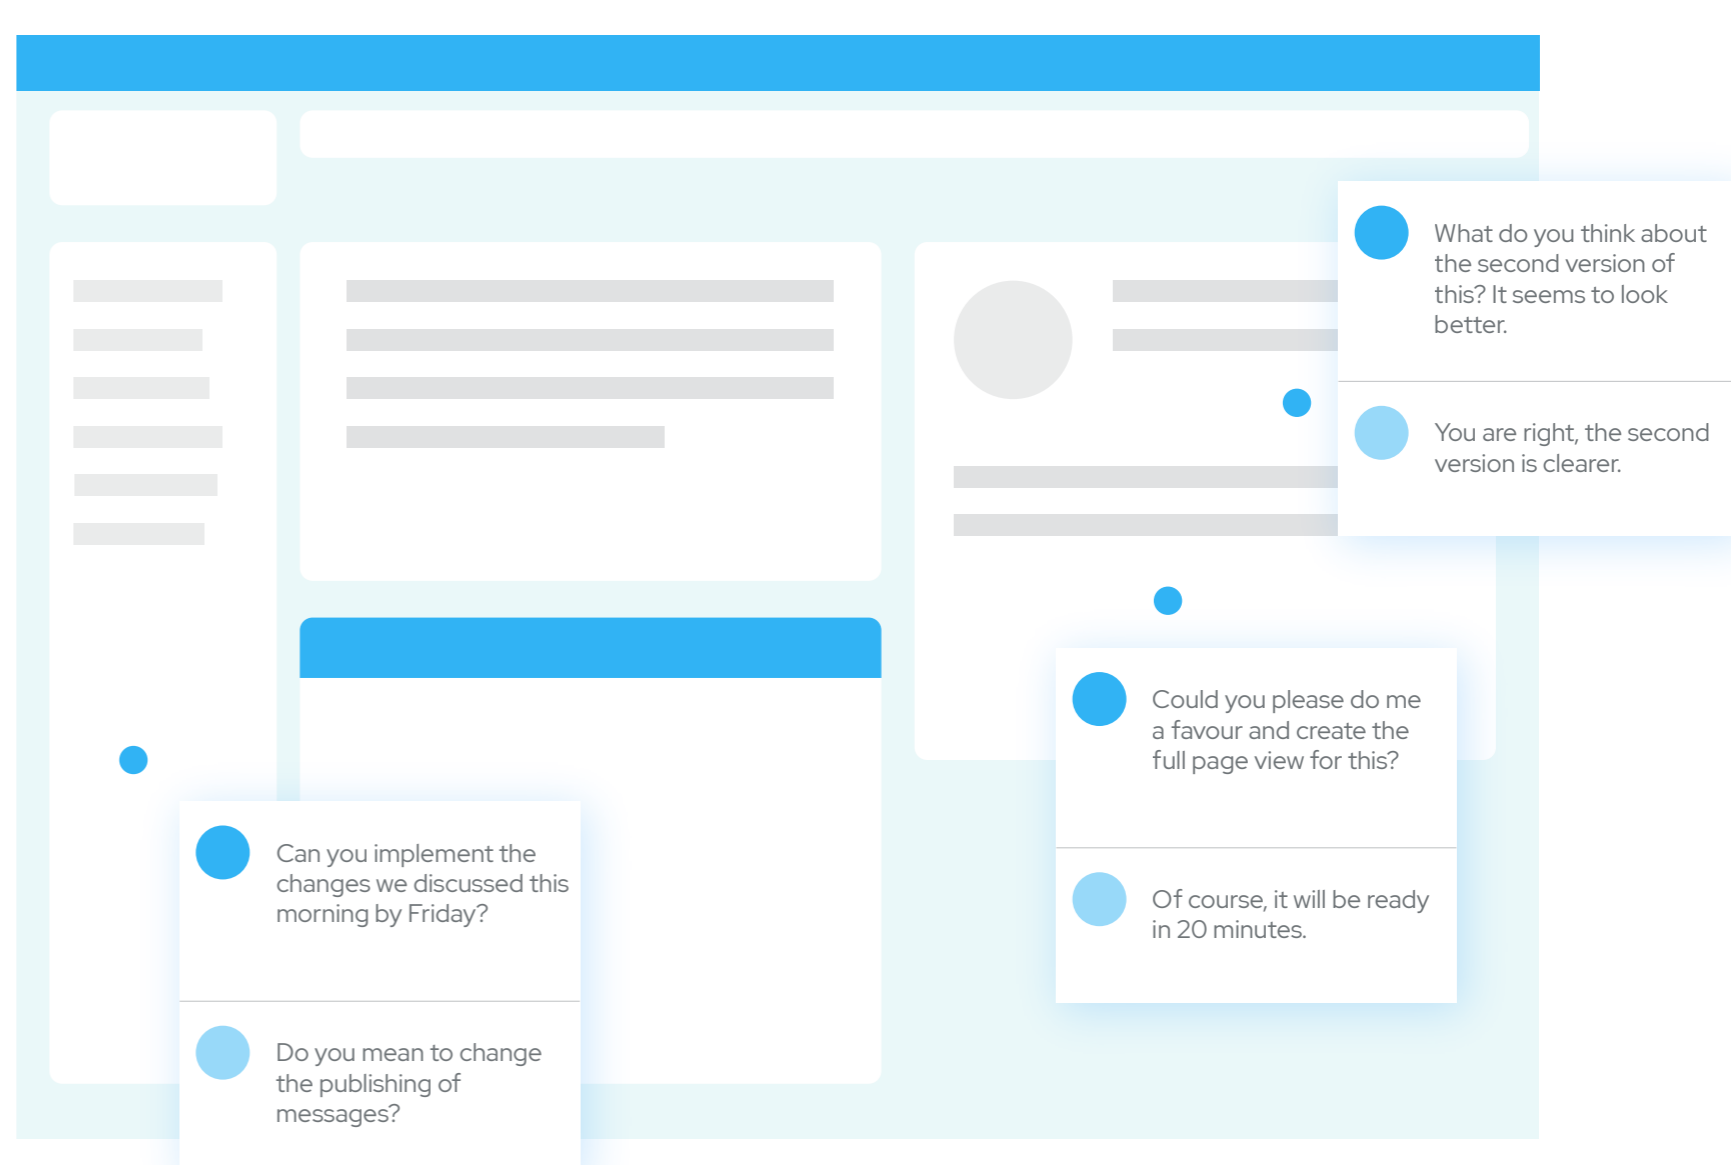 What do you think about
the second version of
this? It seems to look
better.
You are right, the second
version is clearer.
Could you please do me
a favour and create the
full page view for this?
Of course, it will be ready
in 20 minutes.
Can you implement the
changes we discussed this
morning by Friday?
Do you mean to change
the publishing of
messages?